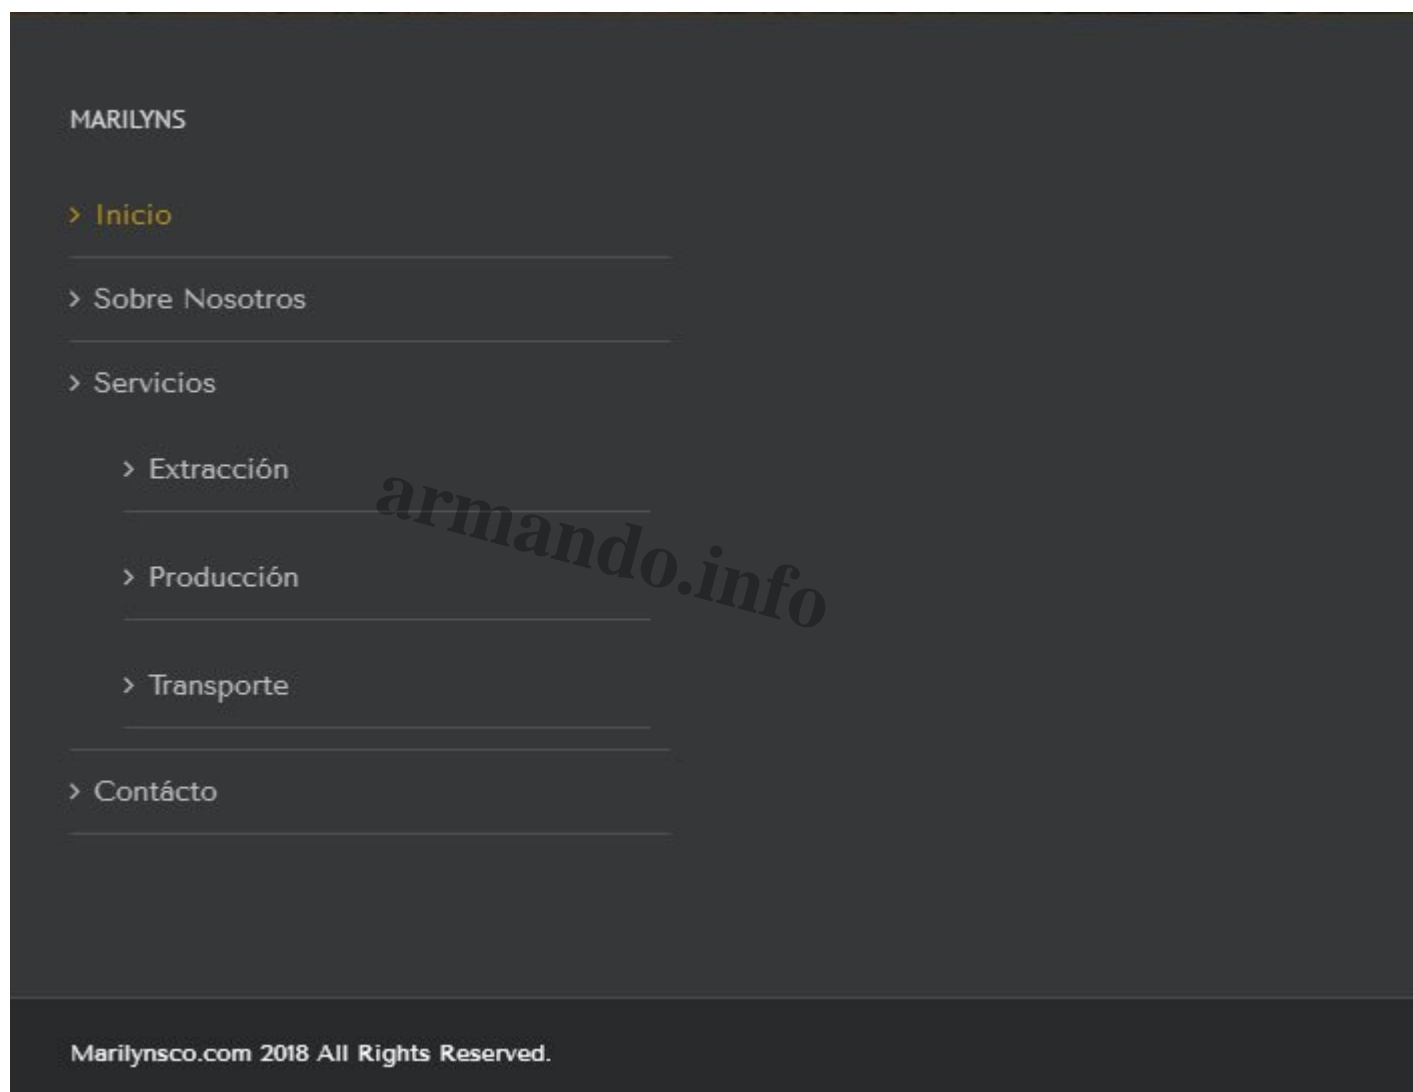 MARILYNS
> Inicio
> Sobre Nosotros
> Servicios
> Extracción
armando.info
> Producción
> Transporte
> Contácto
Marilynsco.com 2018 All Rights Reserved.